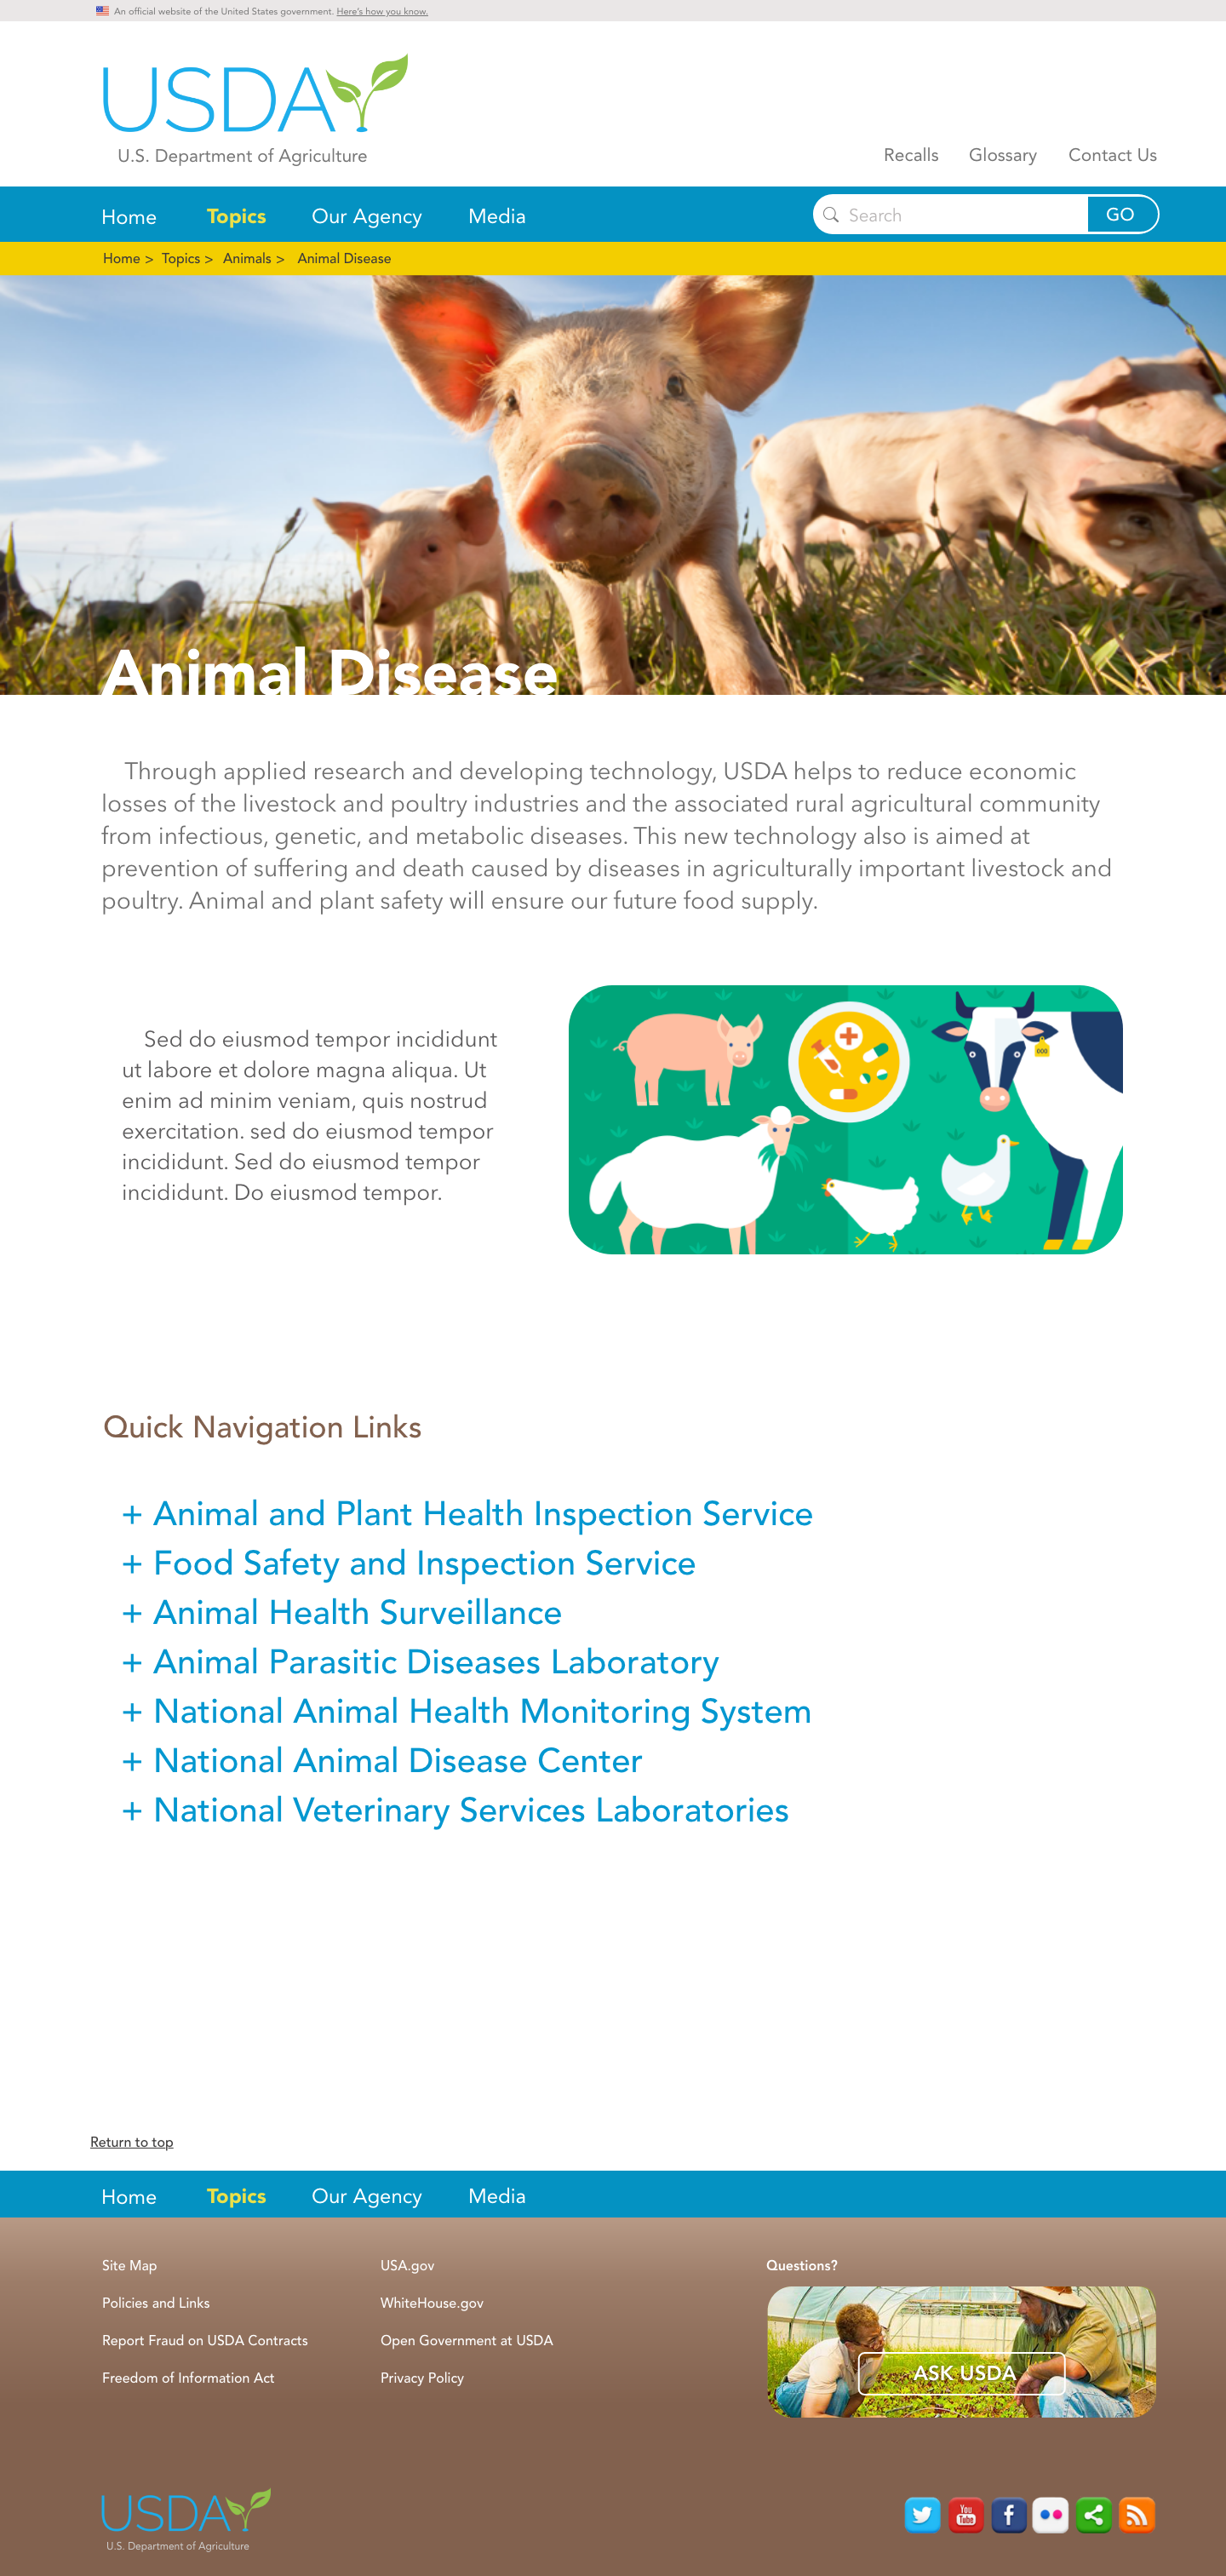 An official website of the United States government. Here's how you know.
USDA
U.S. Department of Agriculture
Recalls Glossary Contact Us
Home Topics Our Agency Media Search GO
Home > Topics > Animals > Animal Disease
Animal Disease
Through applied research and developing technology, USDA helps to reduce economic
losses of the livestock and poultry industries and the associated rural agricultural community
from infectious, genetic, and metabolic diseases. This new technology also is aimed at
prevention of suffering and death caused by diseases in agriculturally important livestock and
poultry. Animal and plant safety will ensure our future food supply.
Sed do eiusmod tempor incididunt
ut labore et dolore magna aliqua. Ut
enim ad minim veniam, quis nostrud
exercitation. sed do eiusmod tempor
incididunt. Sed do eiusmod tempor
incididunt. Do eiusmod tempor.
000
Quick Navigation Links
+ Animal and Plant Health Inspection Service
+ Food Safety and Inspection Service
+ Animal Health Surveillance
+ Animal Parasitic Diseases Laboratory
+ National Animal Health Monitoring System
+ National Animal Disease Center
+ National Veterinary Services Laboratories
Return to top
Home Topics Our Agency Media
Site Map
Policies and Links
Report Fraud on USDA Contracts
Freedom of Information Act
USA.gov
WhiteHouse.gov
Open Government at USDA
Privacy Policy
Questions?
ASK USDA
USDA
U.S. Department of Agriculture
You
Tube
f